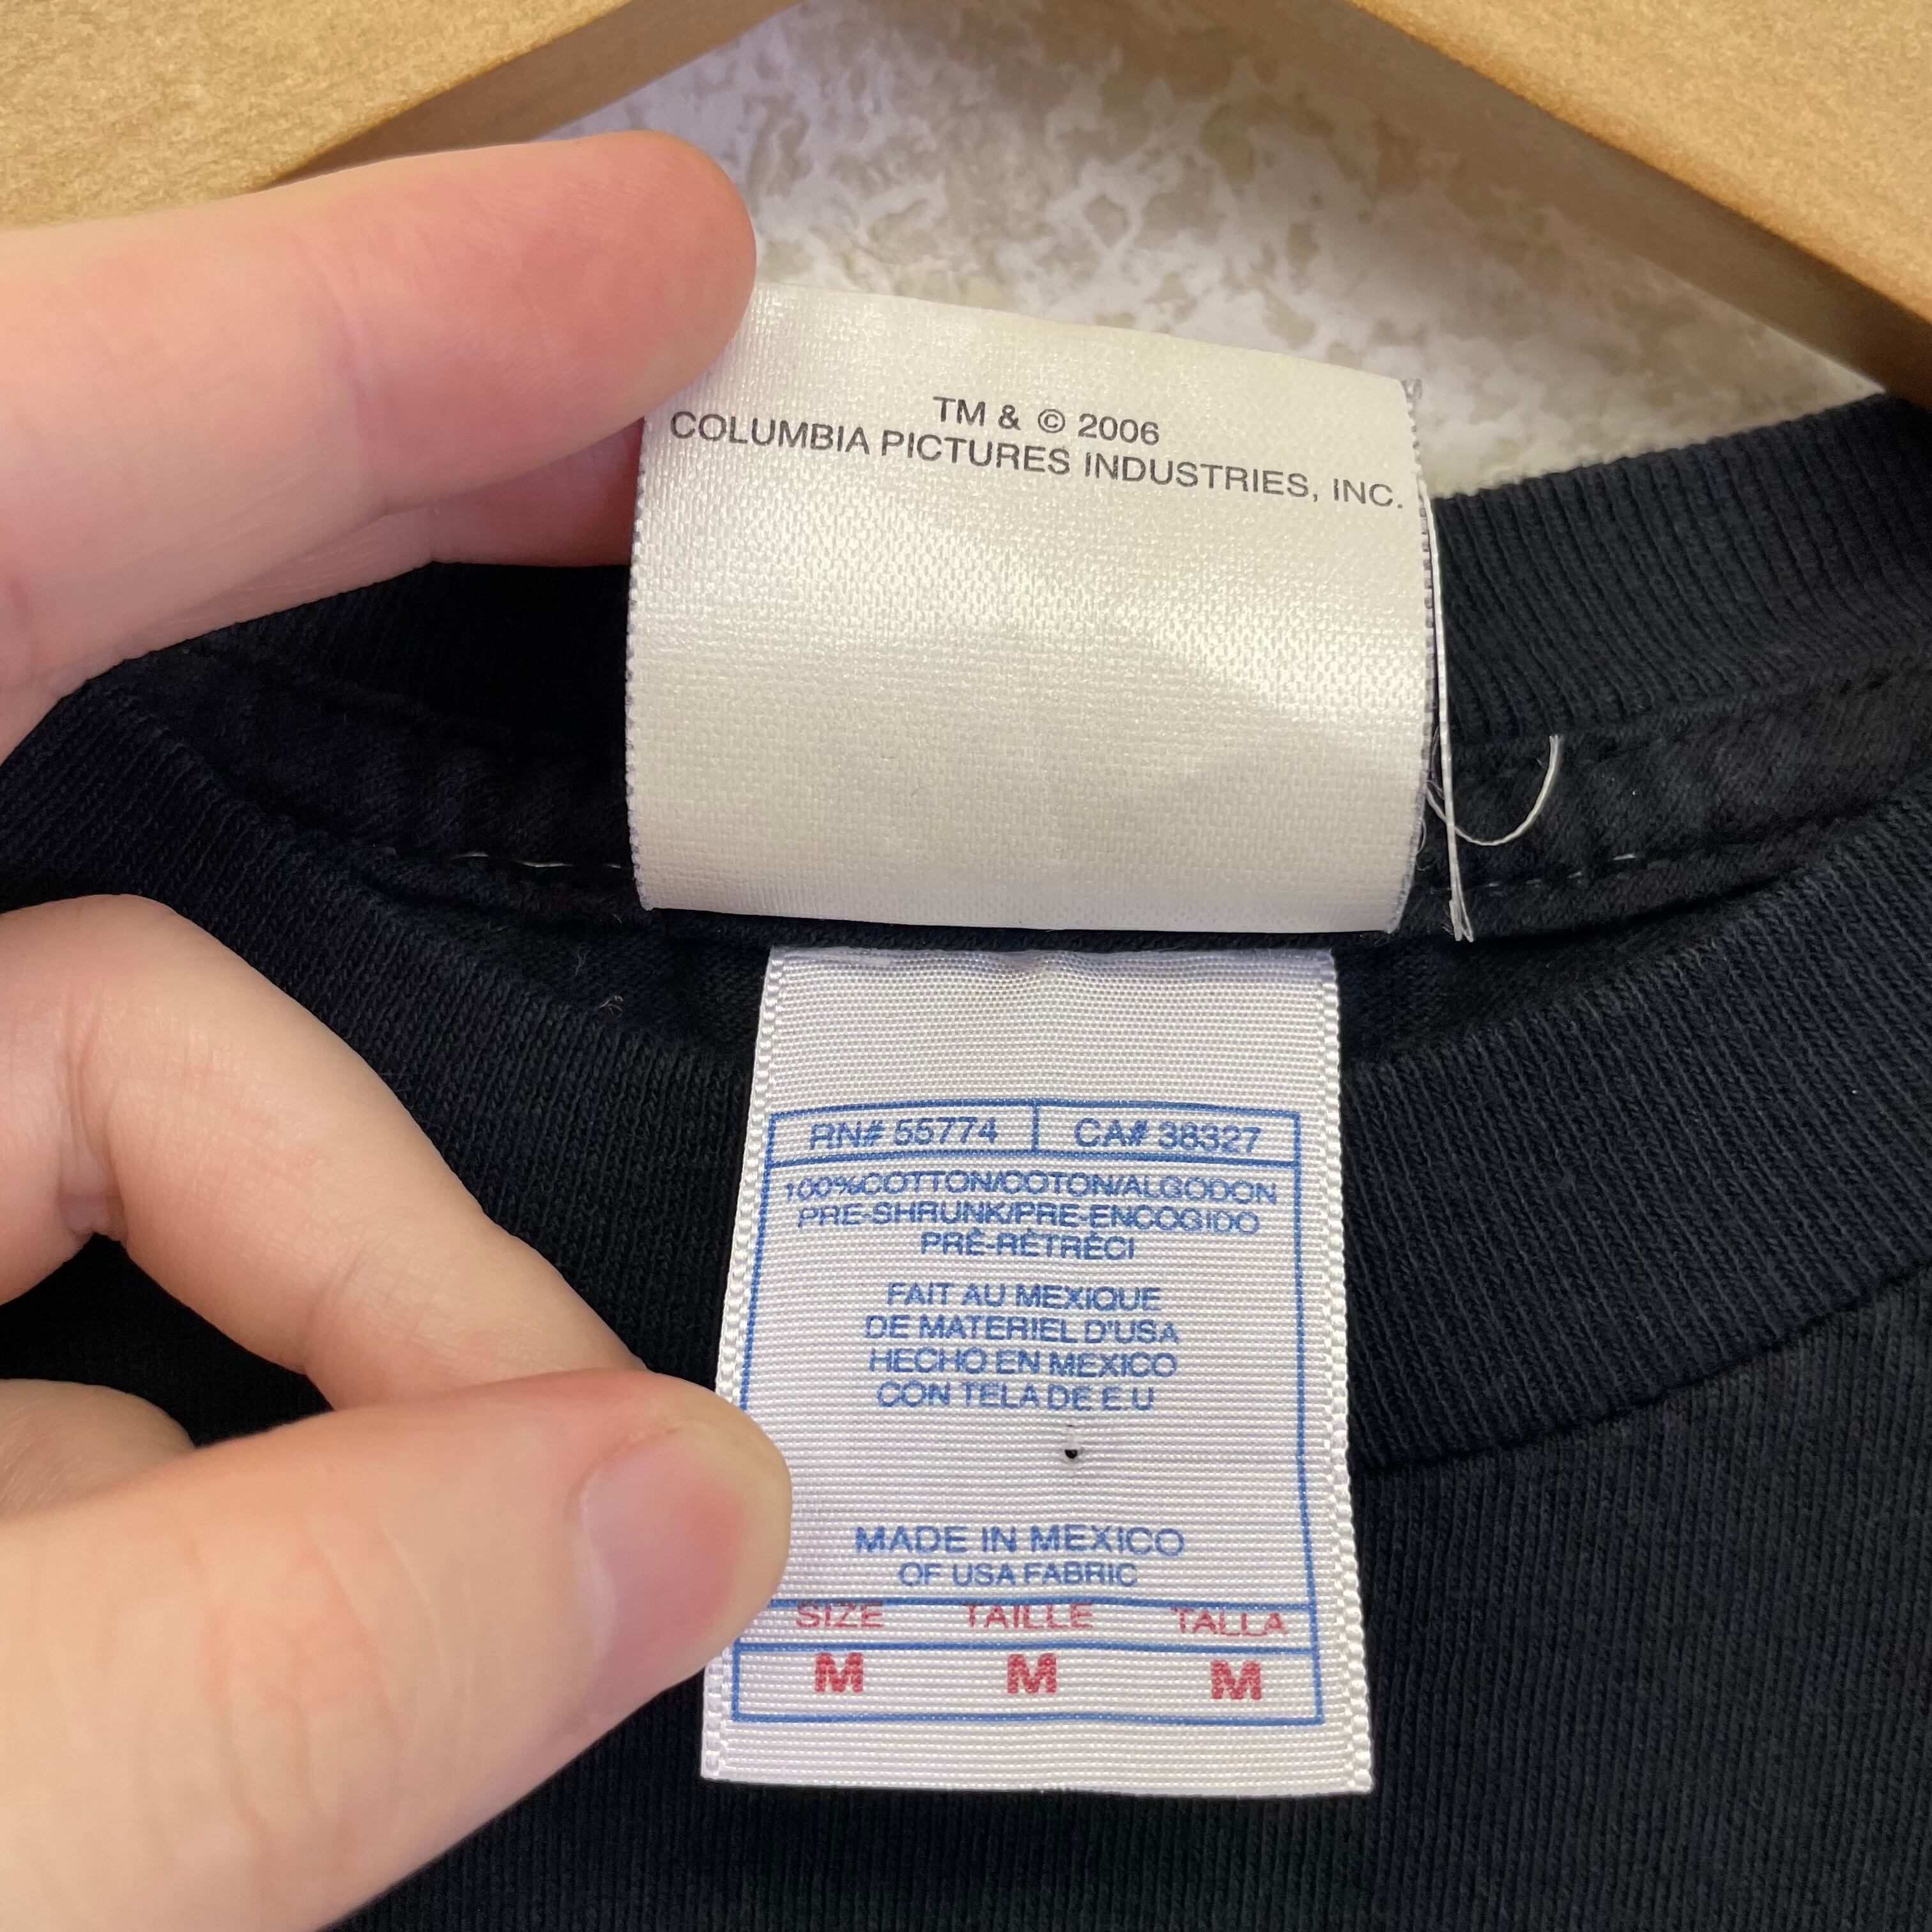 TM & © 2006
COLUMBIA PICTURES INDUSTRIES, INC.
RN# 55774 CA# 38327
100%COTTON/COTON/ALGODON
PRE-SHRUNK/PRE-ENCOGIDO
PRÉ-RÉTRÉCI
FAIT AU MEXIQUE
DE MATERIEL D'USA
HECHO EN MEXICO
CON TELA DE E.U
MADE IN MEXICO
OF USA FABRIC
SIZE TAILLE TALLA
M M M